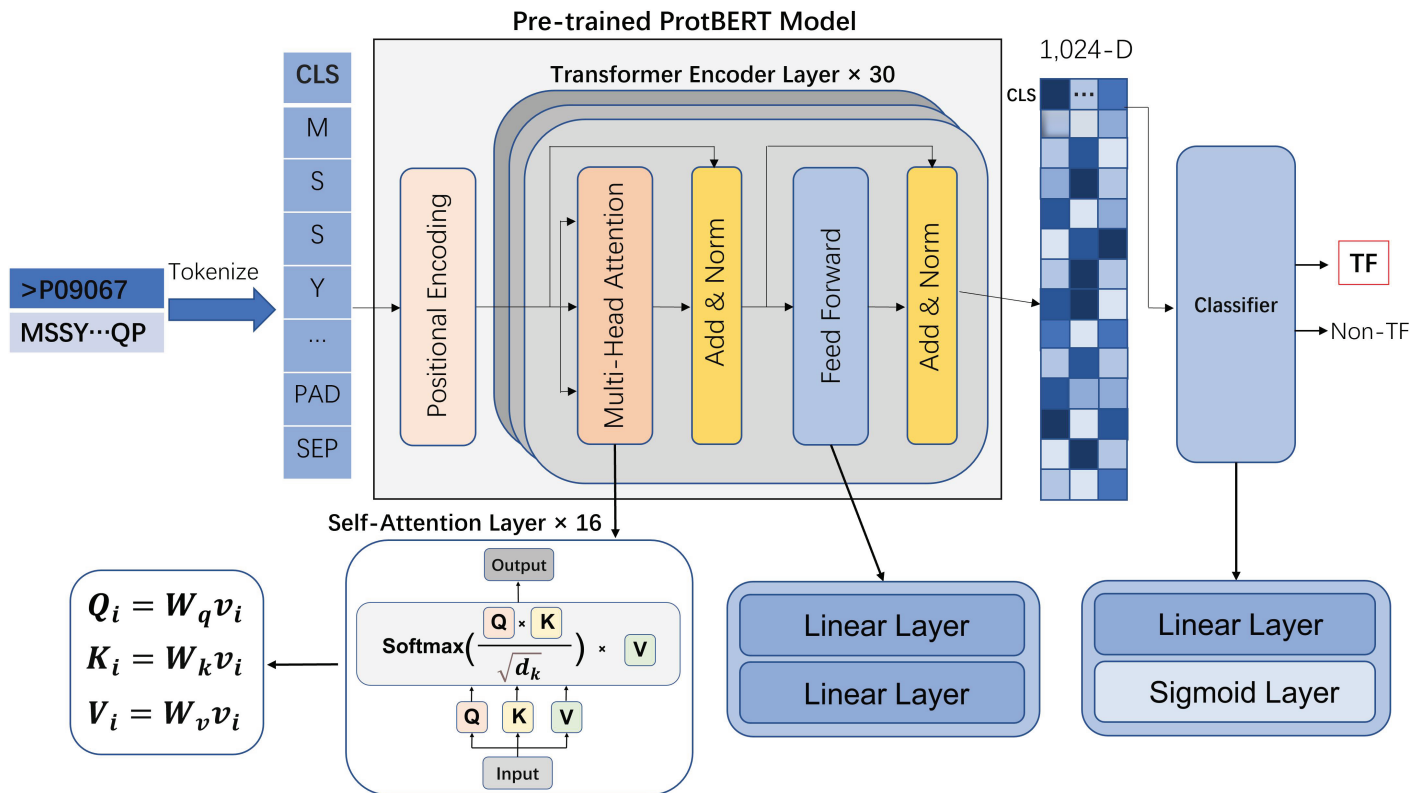 Pre-trained ProtBERT Model
Transformer Encoder Layer × 30
>P09067
MSSY···QP
Tokenize
CLS
M
S
S
Y
...
PAD
SEP
Positional Encoding
Multi-Head Attention
Add & Norm
Feed Forward
Add & Norm
1,024-D
CLS
...
Classifier
TF
Non-TF
Self-Attention Layer × 16
Output
Softmax(Q × K / √d_k) × V
Q K V
Input
Q_i = W_q v_i
K_i = W_k v_i
V_i = W_v v_i
Linear Layer
Linear Layer
Linear Layer
Sigmoid Layer